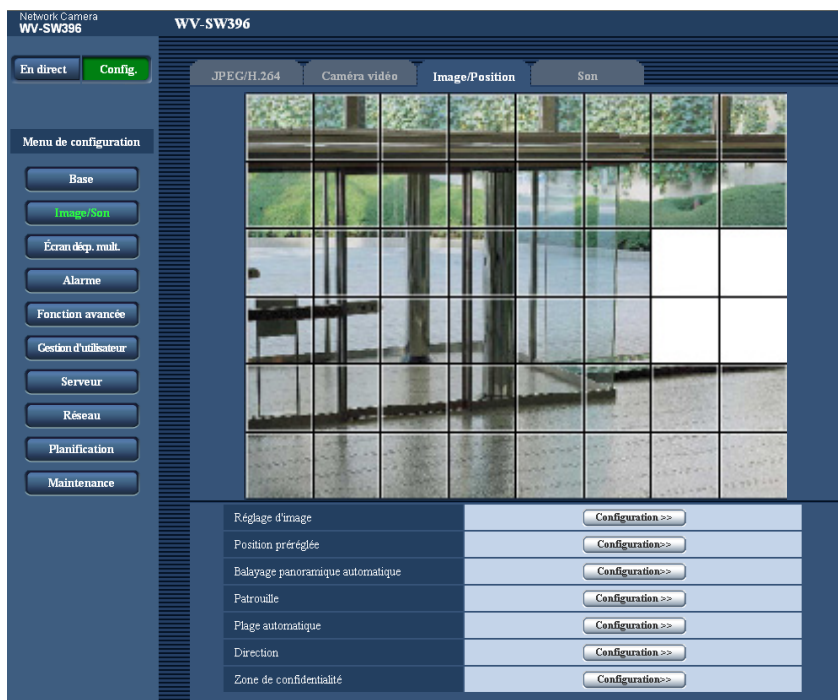 Network Camera
WV-SW396
WV-SW396
En direct
Config.
JPEG/H.264
Caméra vidéo
Image/Position
Son
Menu de configuration
Base
Image/Son
Écran déçp. mult.
Alarme
Fonction avancée
Gestion d'utilisateur
Serveur
Réseau
Planification
Maintenance
Réglage d'image
Configuration >>
Position préréglée
Configuration>>
Balayage panoramique automatique
Configuration>>
Patrouille
Configuration >>
Plage automatique
Configuration >>
Direction
Configuration >>
Zone de confidentialité
Configuration>>